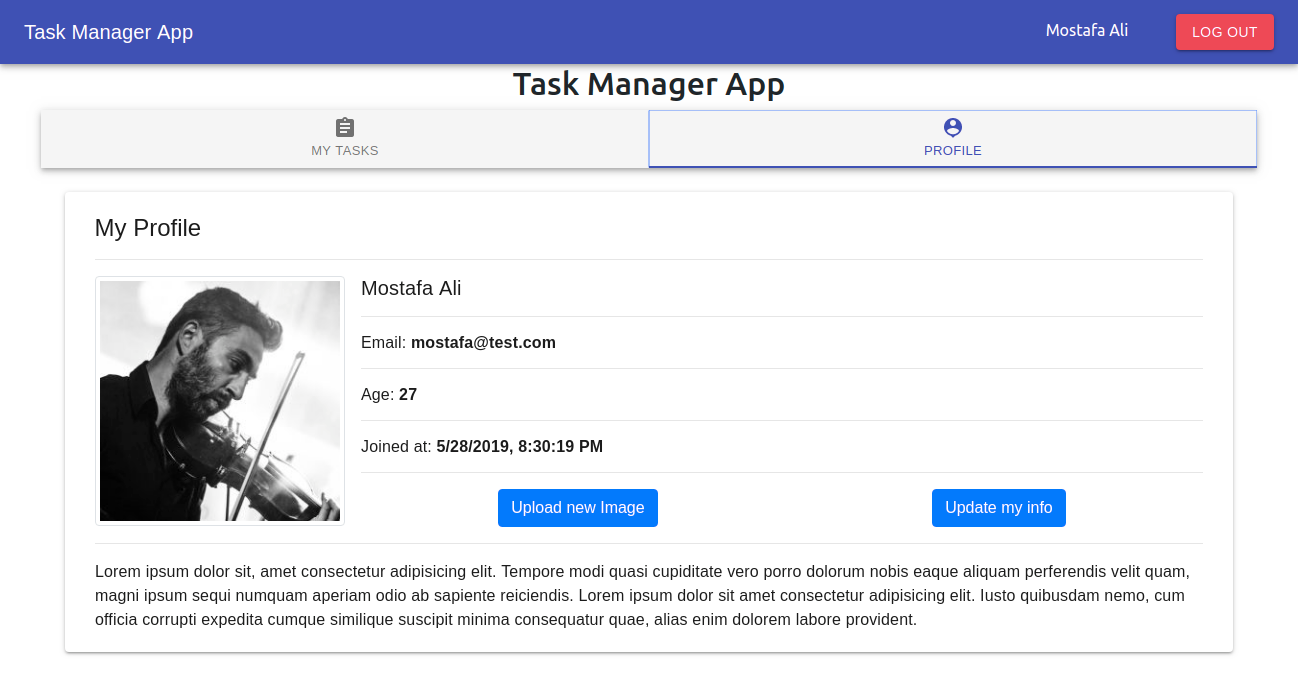 Task Manager App
Mostafa Ali
LOG OUT
Task Manager App
MY TASKS
PROFILE
My Profile
Mostafa Ali
Email: mostafa@test.com
Age: 27
Joined at: 5/28/2019, 8:30:19 PM
Upload new Image
Update my info
Lorem ipsum dolor sit, amet consectetur adipisicing elit. Tempore modi quasi cupiditate vero porro dolorum nobis eaque aliquam perferendis velit quam,
magni ipsum sequi numquam aperiam odio ab sapiente reiciendis. Lorem ipsum dolor sit amet consectetur adipisicing elit. Iusto quibusdam nemo, cum
officia corrupti expedita cumque similique suscipit minima consequatur quae, alias enim dolorem labore provident.